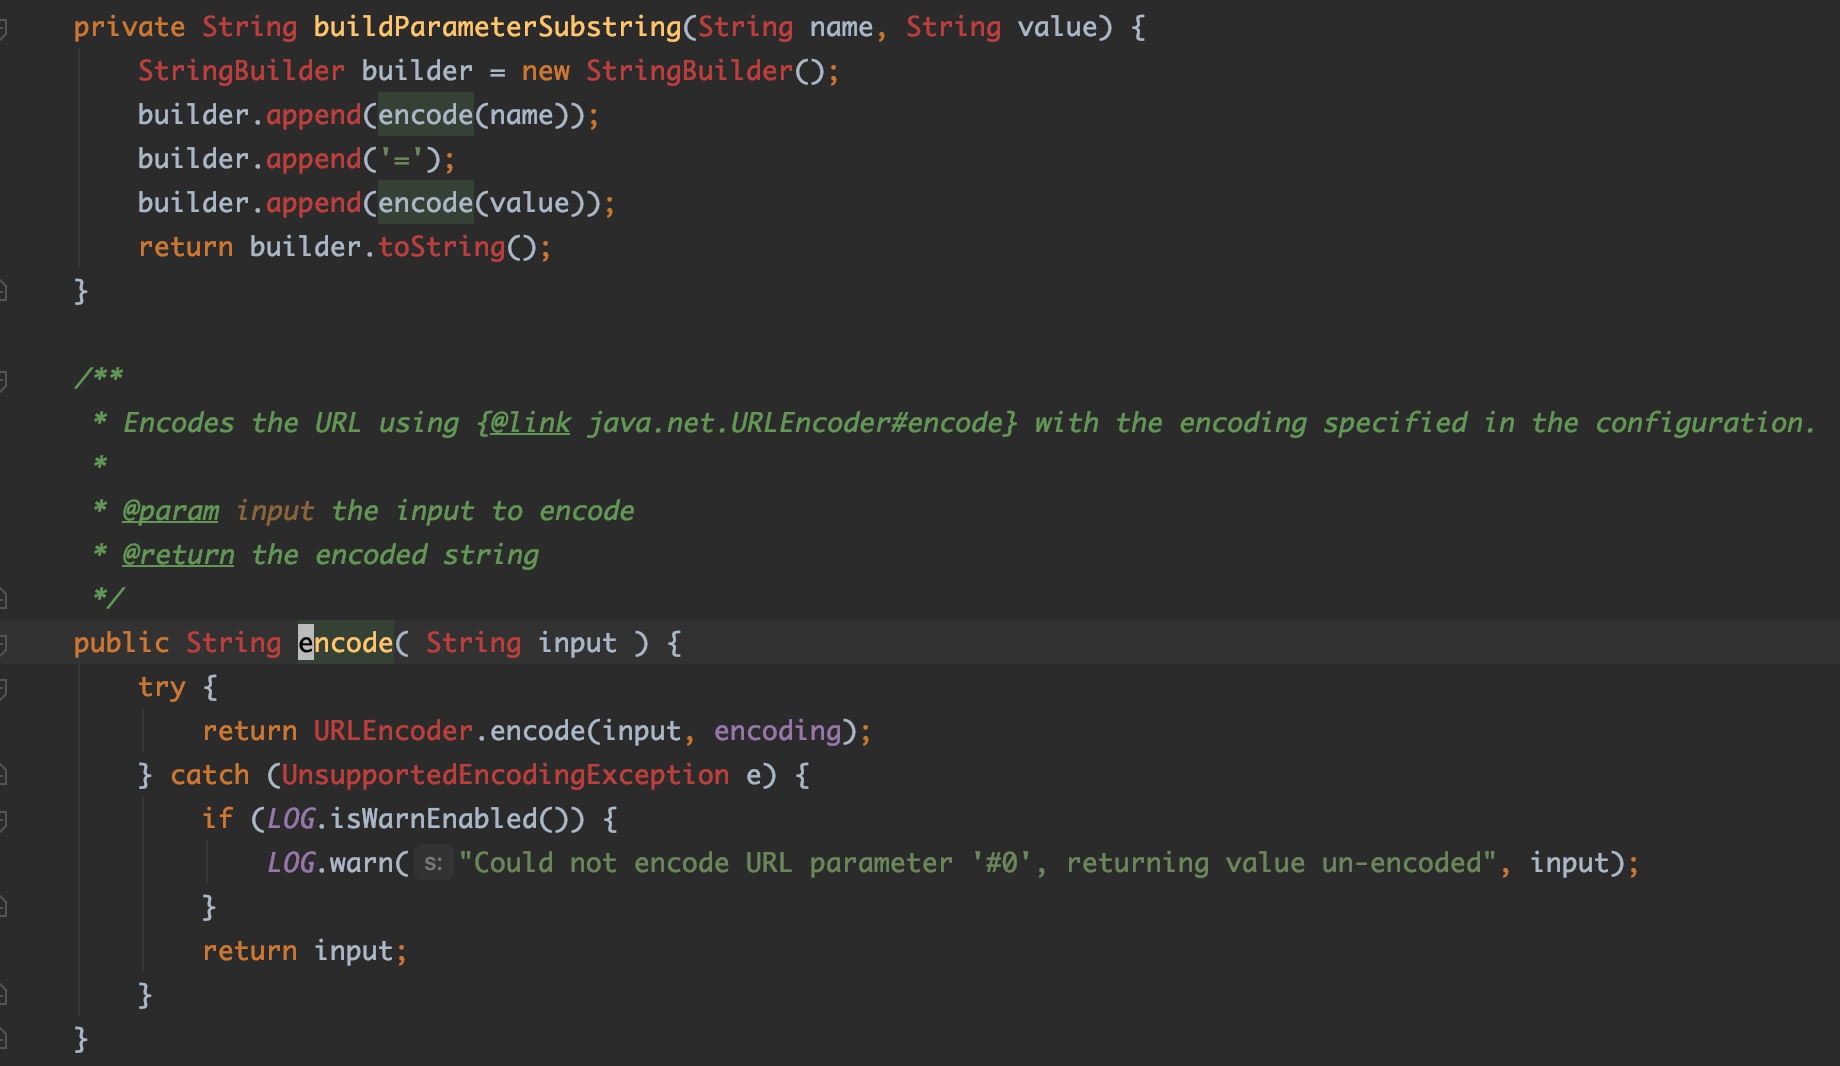 private String buildParameterSubstring(String name, String value) {
StringBuilder builder = new StringBuilder();
builder.append(encode(name));
builder.append('=');
builder.append(encode(value));
return builder.toString();
}
/**
* Encodes the URL using {@link java.net.URLEncoder#encode} with the encoding specified in the configuration.
*
* @param input the input to encode
* @return the encoded string
*/
public String encode( String input ) {
try {
return URLEncoder.encode(input, encoding);
} catch (UnsupportedEncodingException e) {
if (LOG.isWarnEnabled()) {
LOG.warn( s: "Could not encode URL parameter '#0', returning value un-encoded", input);
}
return input;
}
}